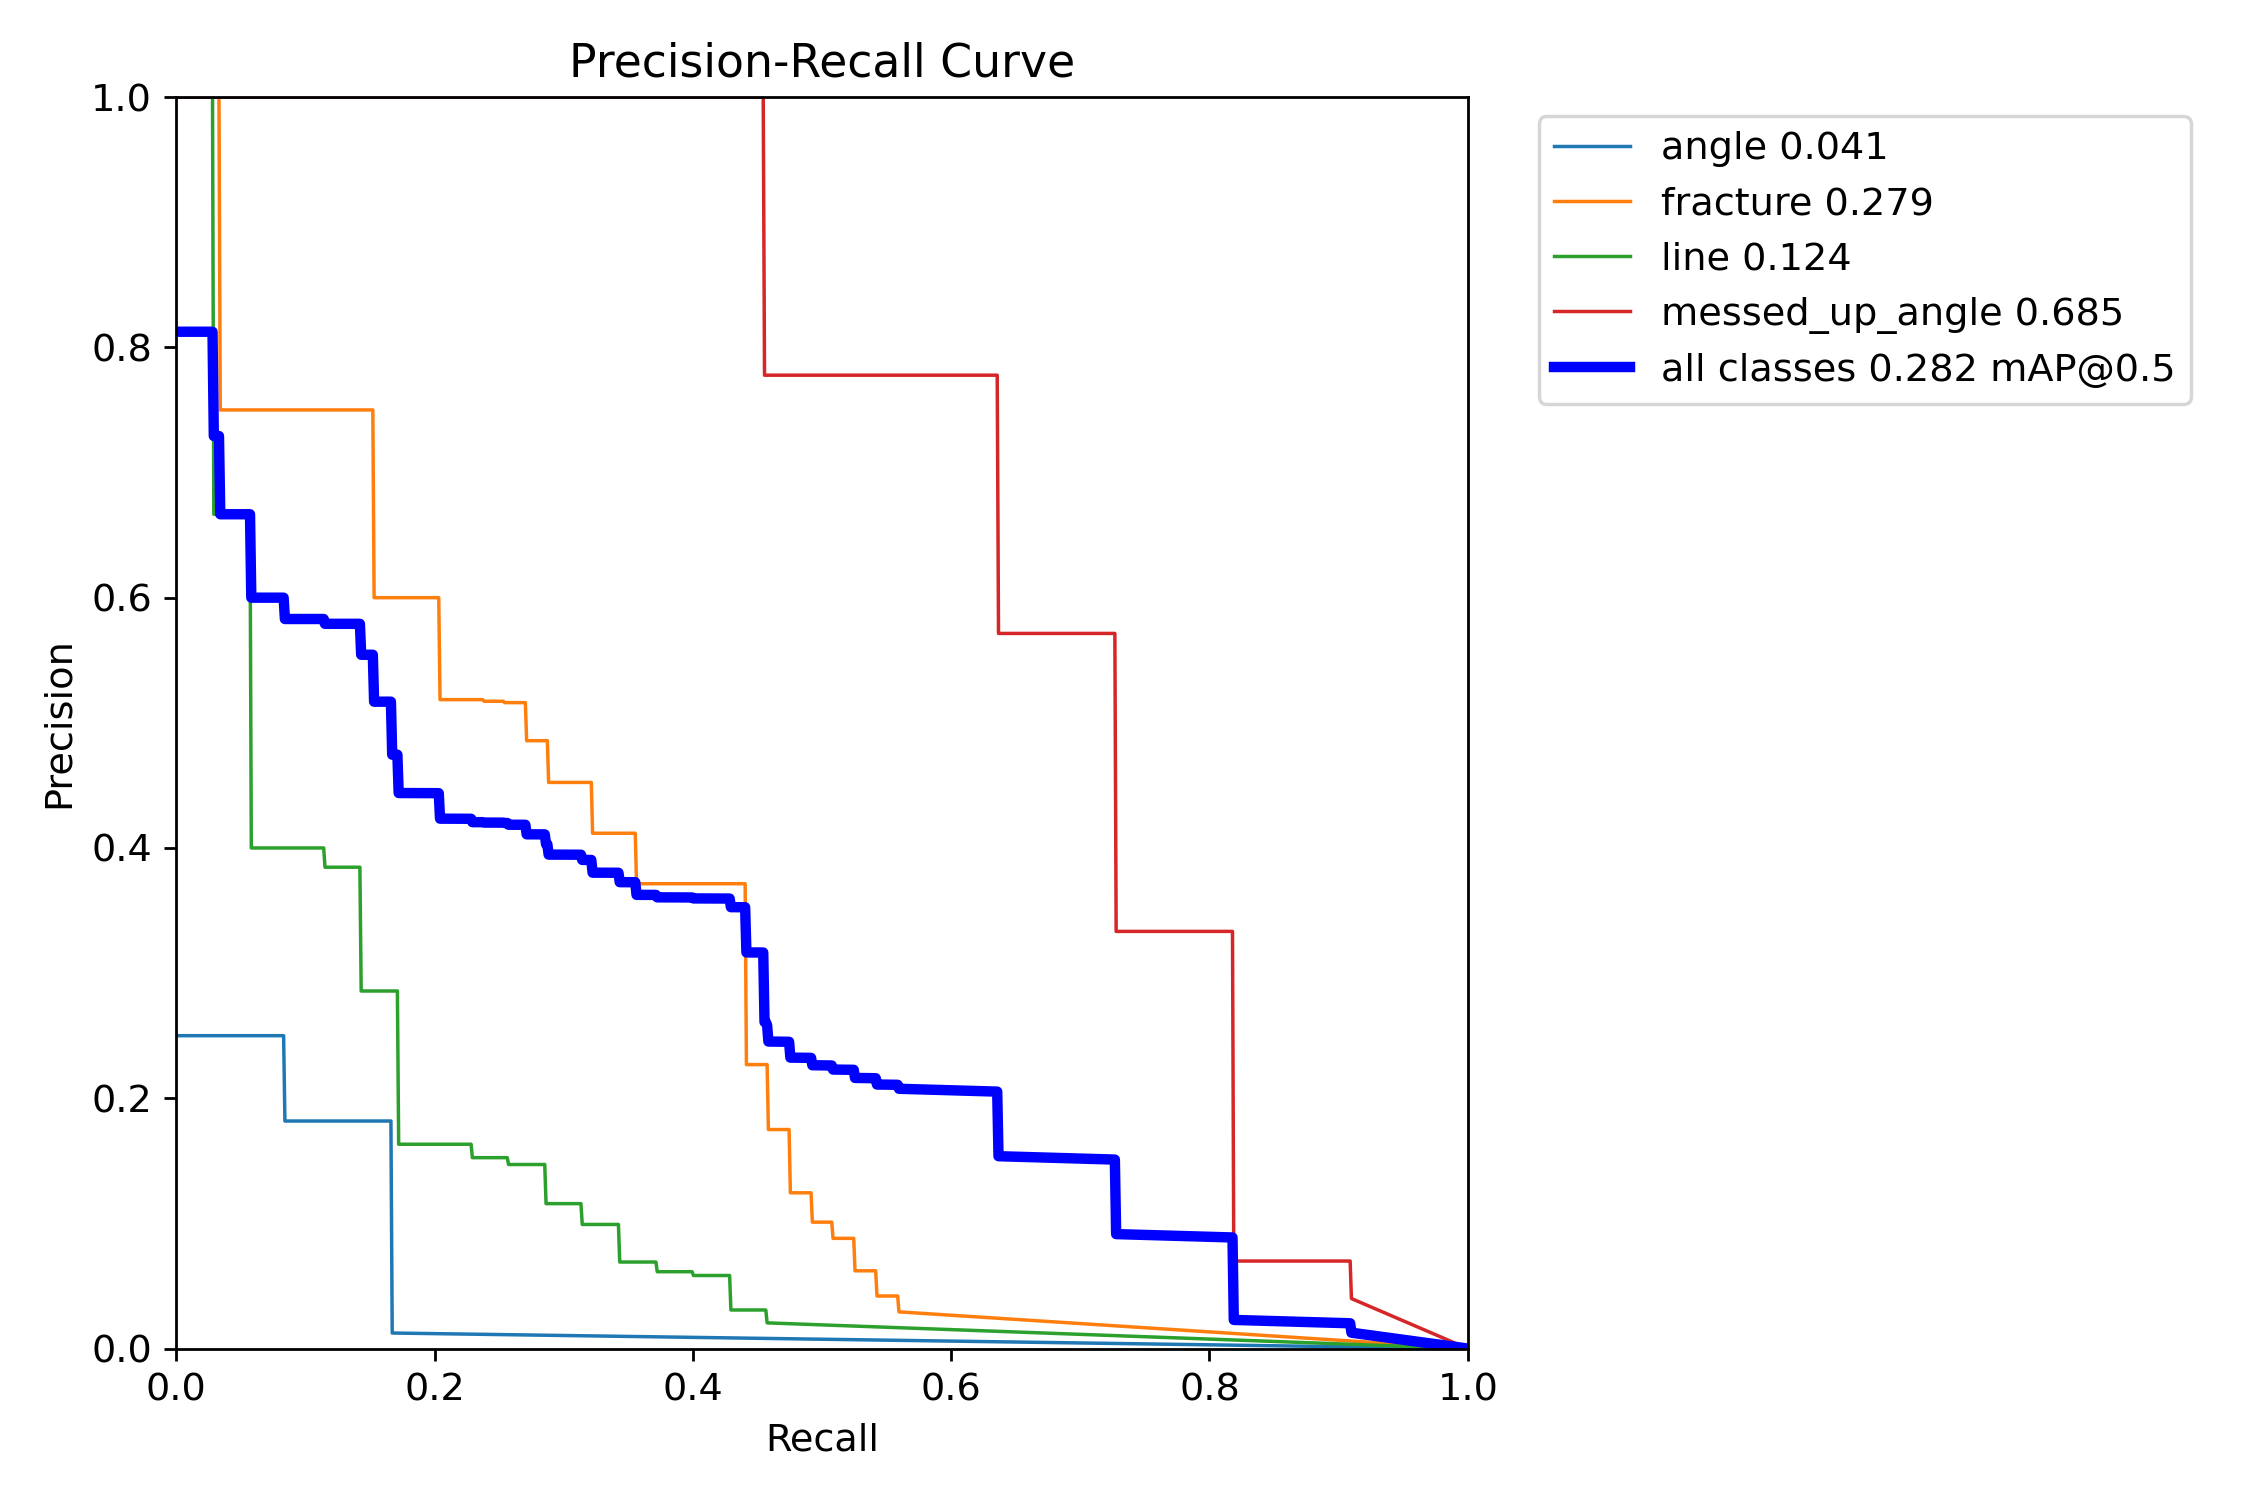 Precision-Recall Curve
1.0
0.8
0.6
0.4
0.2
0.0
Precision
0.0 0.2 0.4 0.6 0.8 1.0
Recall
angle 0.041
fracture 0.279
line 0.124
messed_up_angle 0.685
all classes 0.282 mAP@0.5